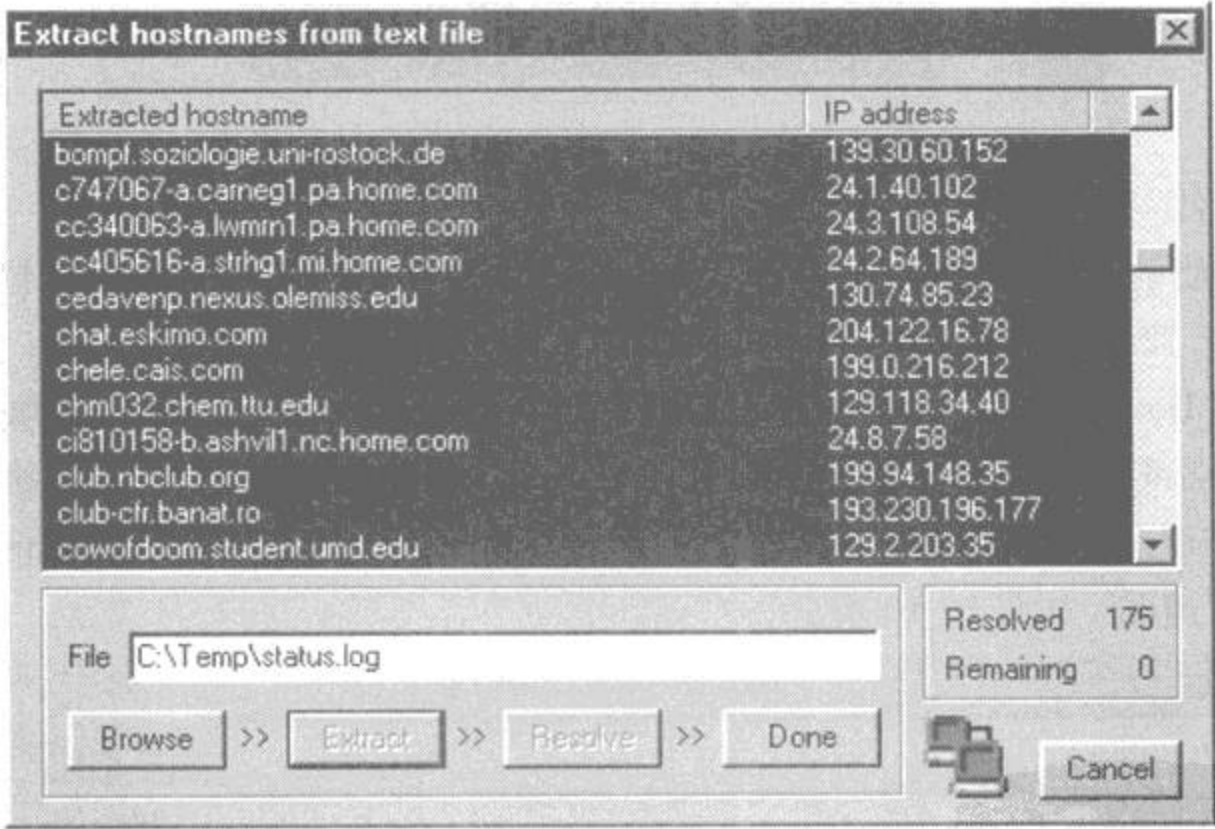 Extract hostnames from text file
Extracted hostname IP address
bompf.soziologie.uni-rostock.de 139.30.60.152
c747067-a.carneg1.pa.home.com 24.1.40.102
cc340063-a.lwmrn1.pa.home.com 24.3.108.54
cc405616-a.strhg1.mi.home.com 24.2.64.189
cedavenp.nexus.olemiss.edu 130.74.85.23
chat.eskimo.com 204.122.16.78
chele.cais.com 199.0.216.212
chm032.chem.ttu.edu 129.118.34.40
ci810158-b.ashvil1.nc.home.com 24.8.7.58
club.nbclub.org 199.94.148.35
club-cfr.banat.ro 193.230.196.177
cowofdoom.student.umd.edu 129.2.203.35
File C:\Temp\status.log
Resolved 175
Remaining 0
Browse >> Extract >> Resolve >> Done
Cancel